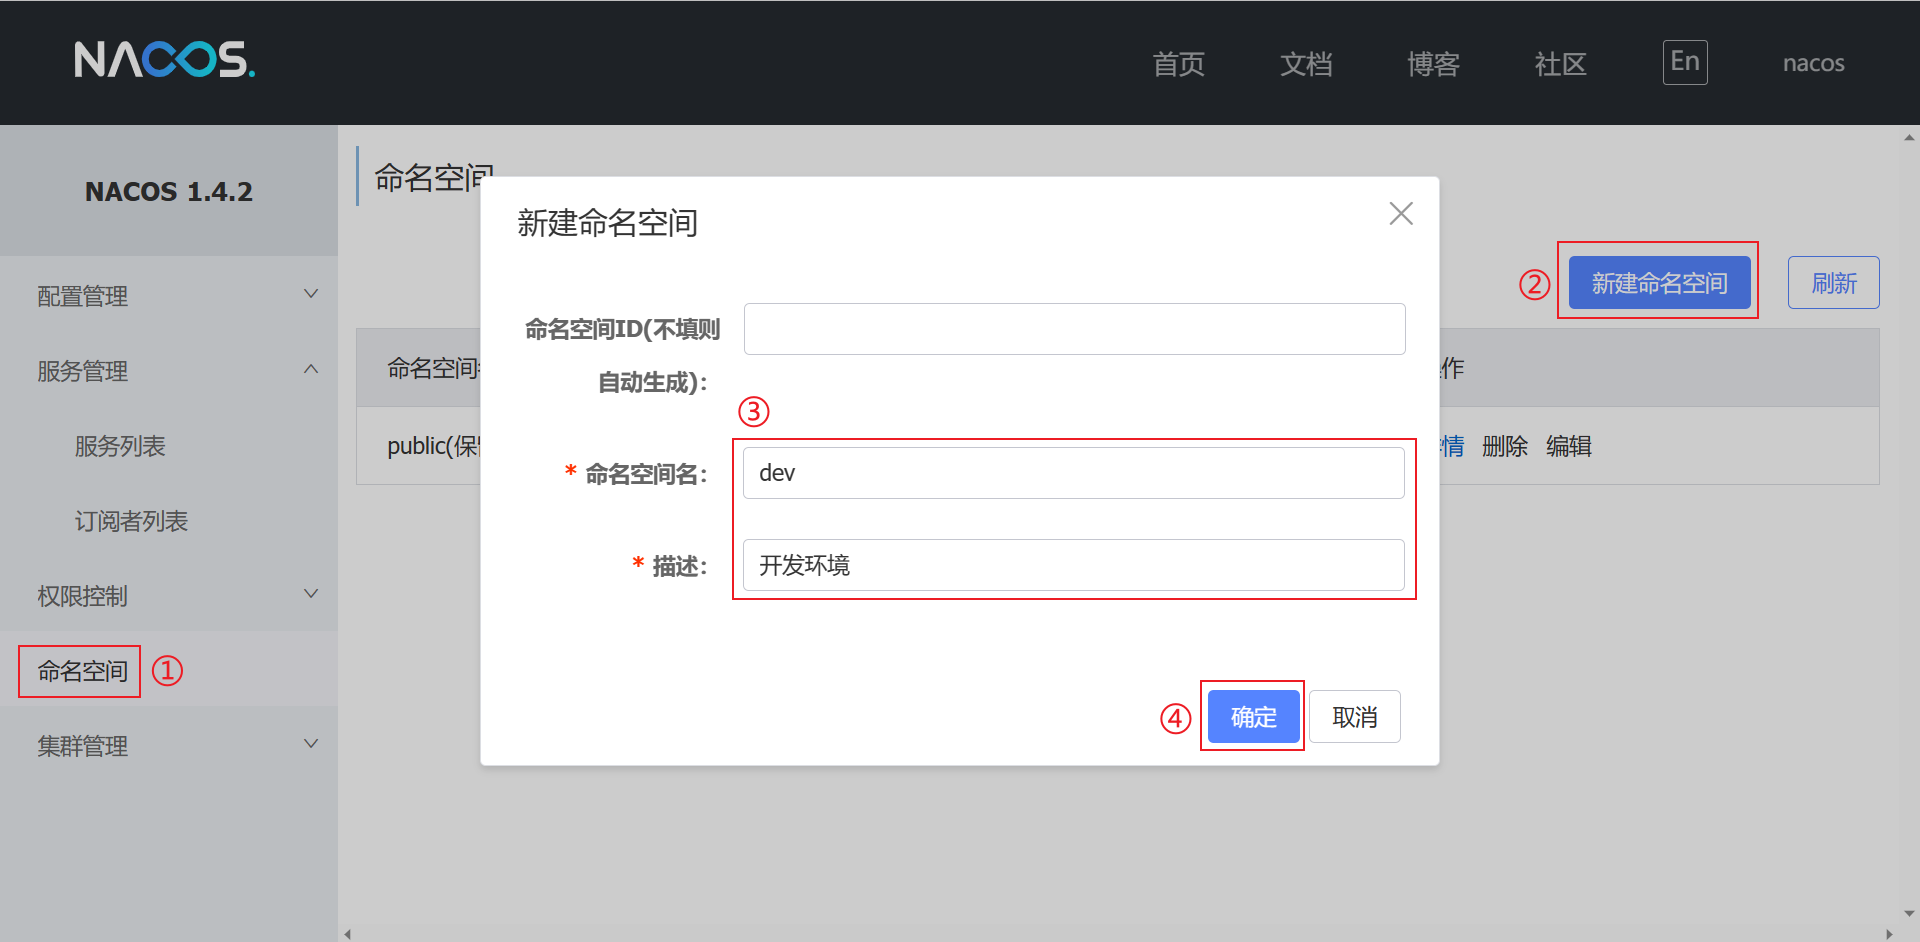 NACOS.
首页
文档
博客
社区
En
nacos
NACOS 1.4.2
配置管理
服务管理
服务列表
订阅者列表
权限控制
命名空间 ①
集群管理
命名空间
② 新建命名空间
刷新
命名空间
作
public(保
情 删除 编辑
新建命名空间
命名空间ID(不填则
自动生成):
③
* 命名空间名:
dev
* 描述:
开发环境
④ 确定
取消